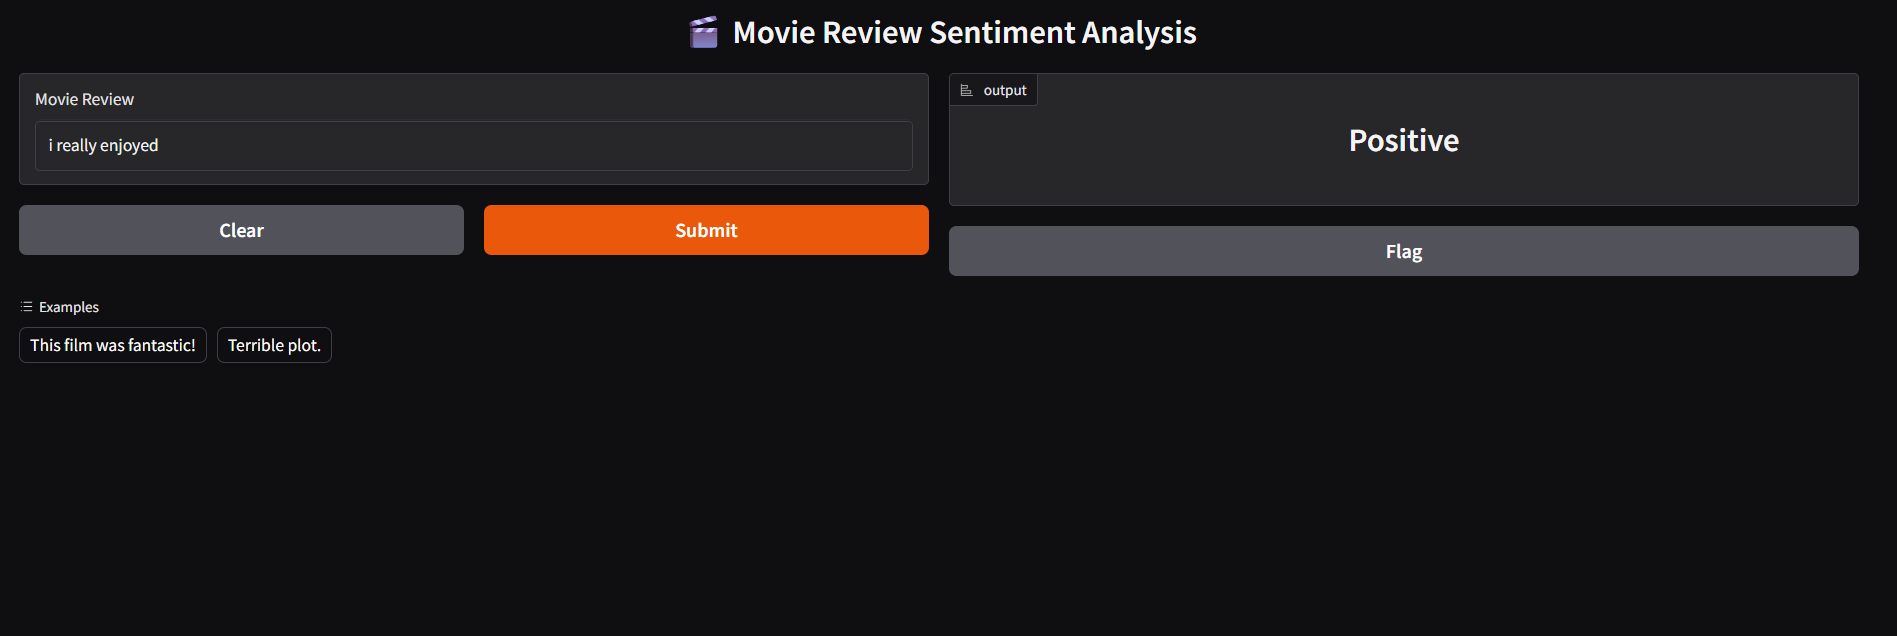 Movie Review Sentiment Analysis
Movie Review
i really enjoyed
Clear
Submit
output
Positive
Flag
Examples
This film was fantastic!
Terrible plot.